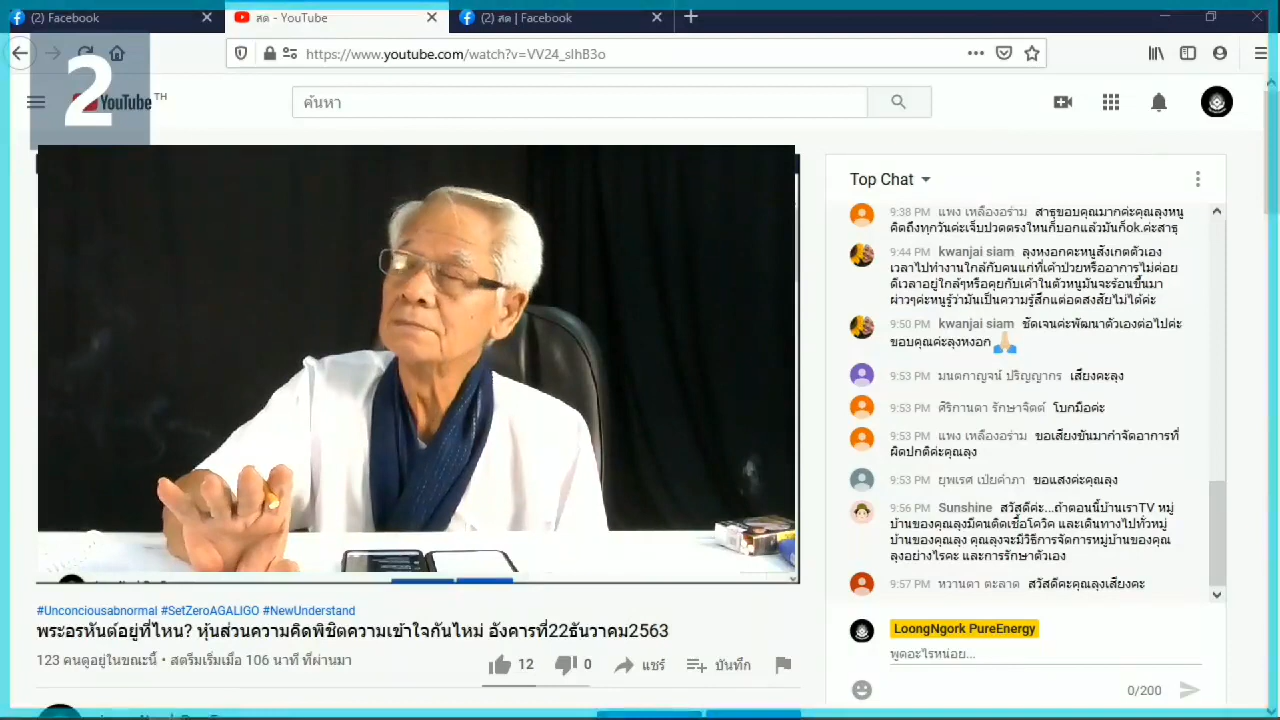 (2) Facebook
สด - YouTube
(2) สด | Facebook
https://www.youtube.com/watch?v=VV24_slhB3o
2
YouTube TH
ค้นหา
Top Chat
9:38 PM แพง เหลืองอร่าม สาธุขอบคุณมากค่ะคุณลุงหนู
คิดถึงทุกวันค่ะเจ็บปวดตรงใหนก็บอกแล้วมันก็ok.ค่ะสาธุ
9:44 PM kwanjai siam ลุงหงอกคะหนูสังเกตตัวเอง
เวลาไปทำงานใกล้กับคนแก่ที่เค้าป่วยหรืออาการไม่ค่อย
ดีเวลาอยู่ใกล้ๆหรือคุยกับเค้าในตัวหนูมันจะร้อนขึ้นมา
ผ่าวๆคะหนูรู้ว่ามันเป็นความรู้สึกแต่อดสงสัยไม่ได้ค่ะ
9:50 PM kwanjai siam ชัดเจนค่ะพัฒนาตัวเองต่อไปค่ะ
ขอบคุณค่ะลุงหงอก
9:53 PM มนตกาญจน์ ปริญญากร เสียงคะลุง
9:53 PM ศิริกานดา รักษาจิตต์ โบกมือค่ะ
9:53 PM แพง เหลืองอร่าม ขอเสียงขันมากำจัดอาการที่
ผิดปกติค่ะคุณลุง
9:53 PM ยุพเรศ เปี่ยคำภา ขอแสงค่ะคุณลุง
9:56 PM Sunshine สวัสดีค่ะ...ถ้าตอนนี้บ้านเราTV หมู่
บ้านของคุณลุงมีคนติดเชื้อโควิด และเดินทางไปทั่วหมู่
บ้านของคุณลุง คุณลุงจะมีวิธีการจัดการหมู่บ้านของคุณ
ลุงอย่างไรคะ และการรักษาตัวเอง
9:57 PM หวานตา ตะลาด สวัสดีคะคุณลุงเสียงคะ
LoongNgork PureEnergy
พูดอะไรหน่อย...
0/200
#Unconciousabnormal #SetZeroAGALIGO #NewUnderstand
พระอรหันต์อยู่ที่ไหน? หุ้นส่วนความคิดพิชิตความเข้าใจกันไหม่ อังคารที่22ธันวาคม2563
123 คนดูอยู่ในขณะนี้ • สตรีมเริ่มเมื่อ 106 นาที ที่ผ่านมา
12 0 แชร์ บันทึก